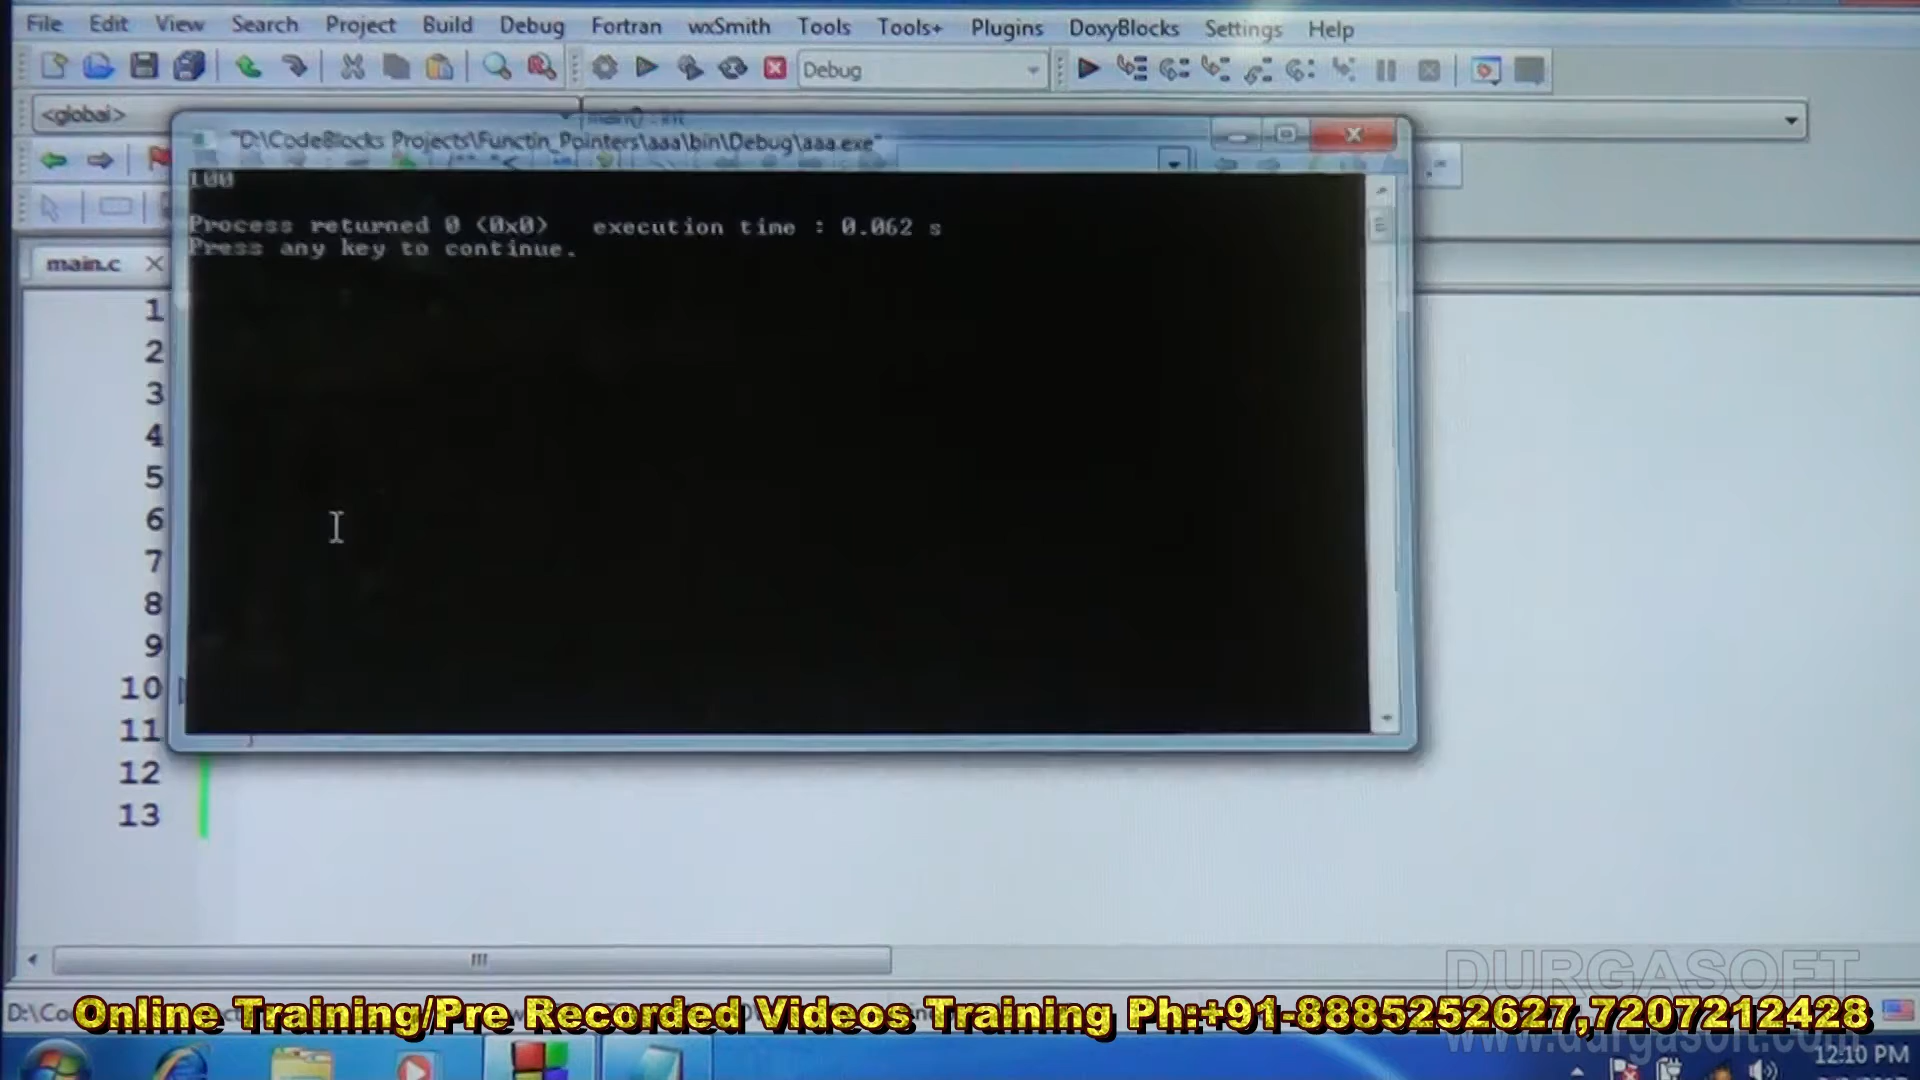 File Edit View Search Project Build Debug Fortran wxSmith Tools Tools+ Plugins DoxyBlocks Settings Help
Debug
<global>
"D:\CodeBlocks Projects\Functin_Pointers\aaa\bin\Debug\aaa.exe"
100
Process returned 0 (0x0) execution time : 0.062 s
Press any key to continue.
main.c
1
2
3
4
5
6
7
8
9
10
11
12
13
DURGASOFT
Online Training/Pre Recorded Videos Training Ph:+91-8885252627,7207212428
www.durgasoft.com
12:10 PM